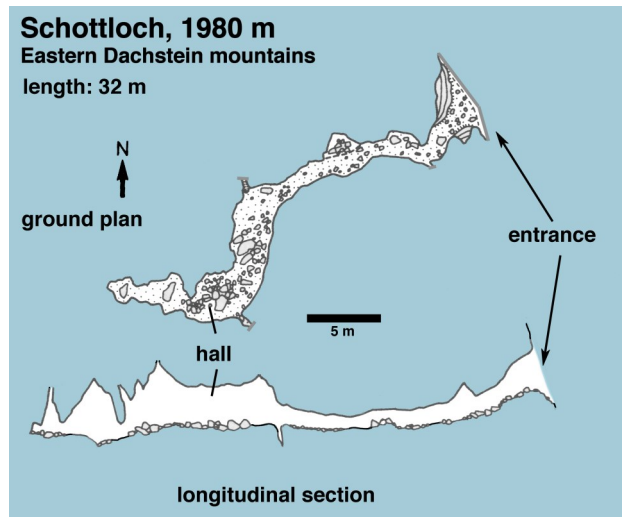 Schottloch, 1980 m
Eastern Dachstein mountains
length: 32 m
N
ground plan
entrance
5 m
hall
longitudinal section